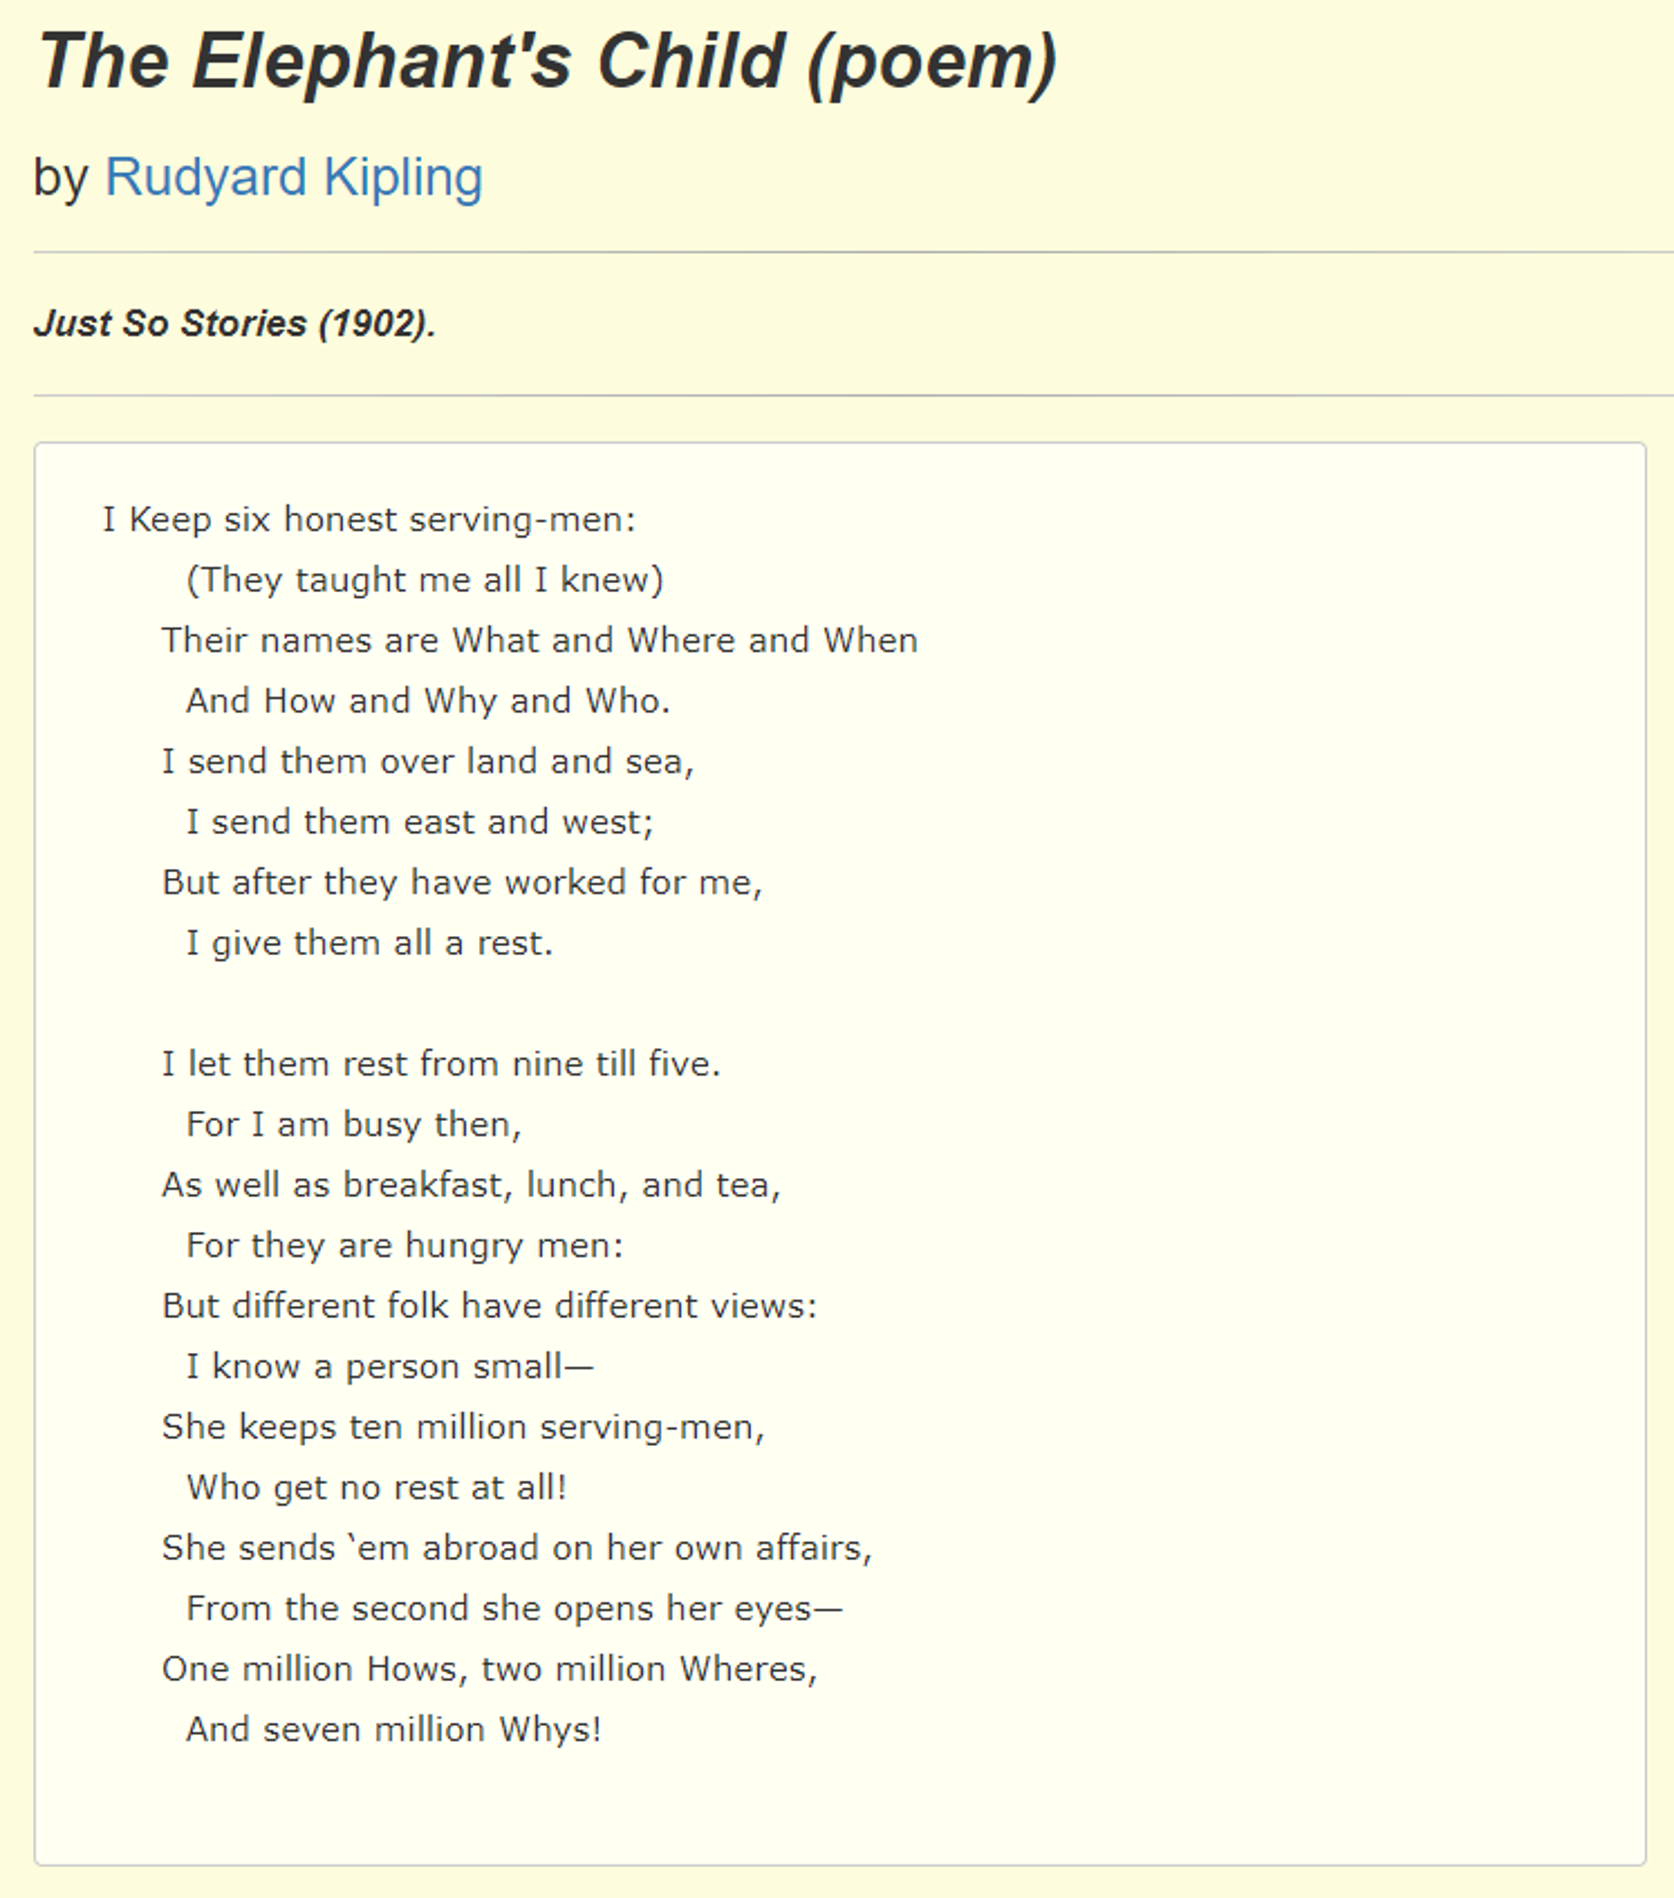 The Elephant's Child (poem)
by Rudyard Kipling
Just So Stories (1902).
I Keep six honest serving-men:
(They taught me all I knew)
Their names are What and Where and When
And How and Why and Who.
I send them over land and sea,
I send them east and west;
But after they have worked for me,
I give them all a rest.

I let them rest from nine till five.
For I am busy then,
As well as breakfast, lunch, and tea,
For they are hungry men:
But different folk have different views:
I know a person small—
She keeps ten million serving-men,
Who get no rest at all!
She sends ‛em abroad on her own affairs,
From the second she opens her eyes—
One million Hows, two million Wheres,
And seven million Whys!